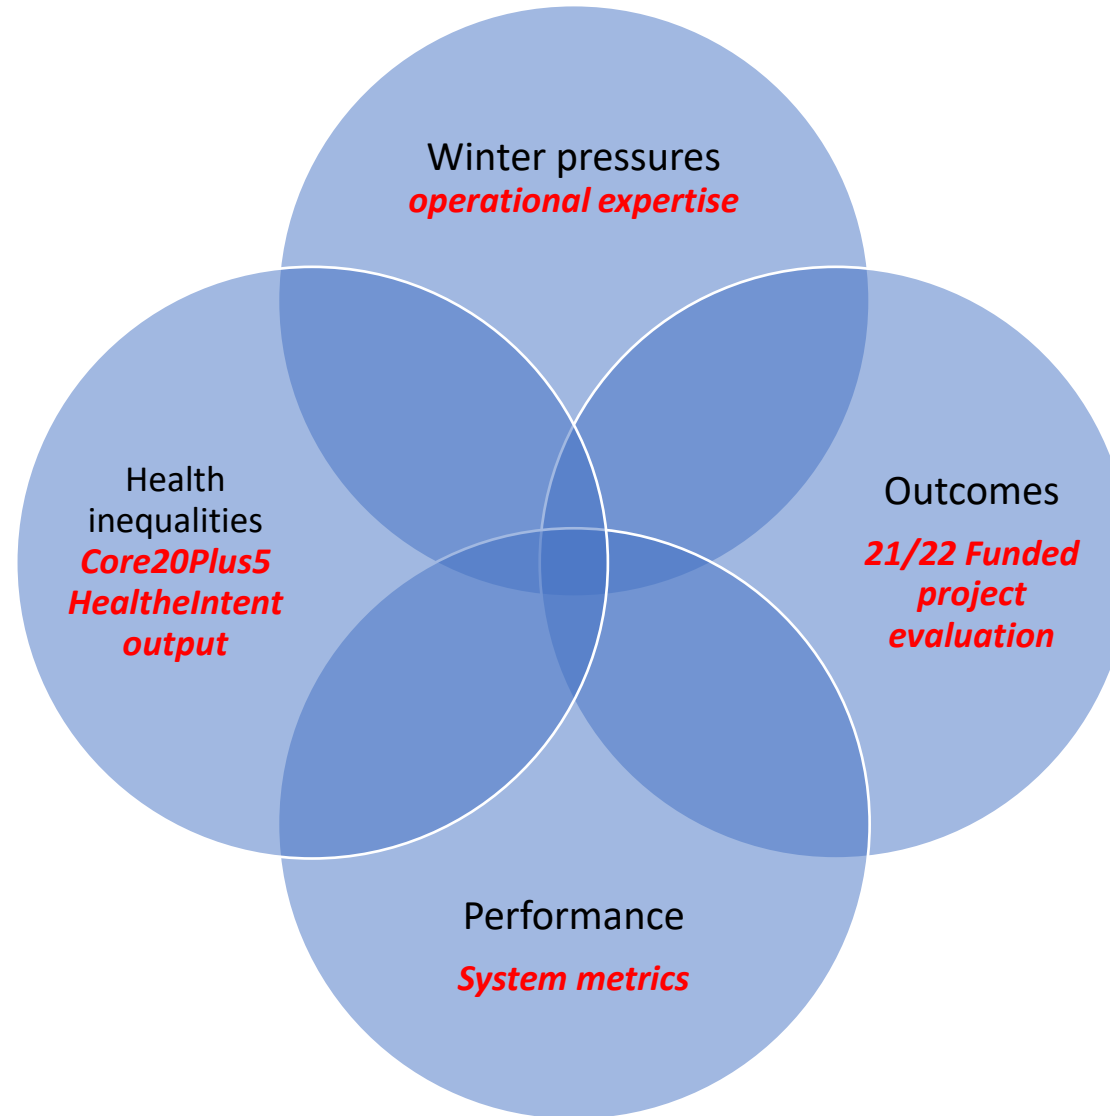 Winter pressures
operational expertise
Health
inequalities
Core20Plus5
HealtheIntent
output
Outcomes
21/22 Funded
project
evaluation
Performance
System metrics